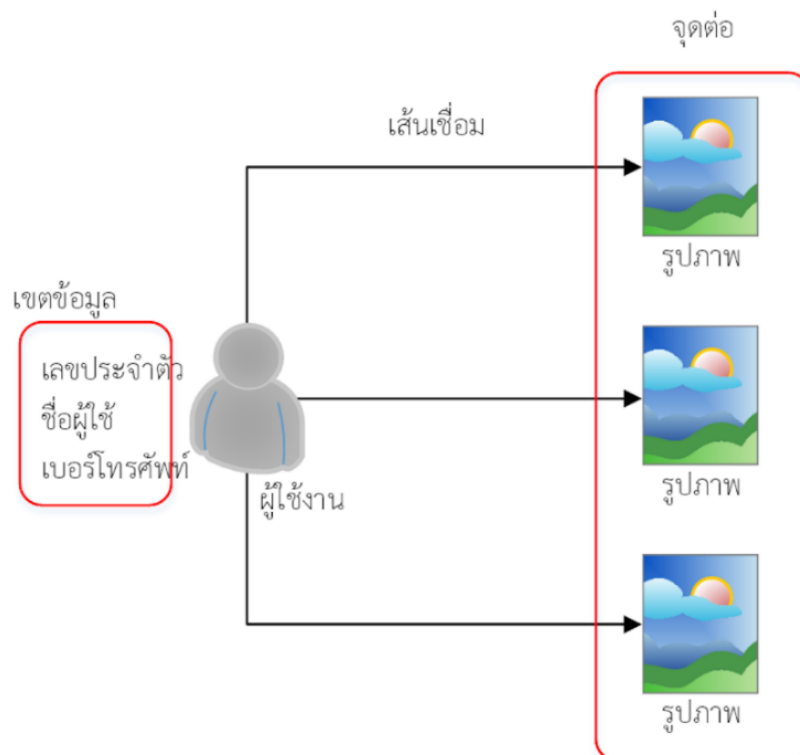 จุดต่อ
เส้นเชื่อม
รูปภาพ
เขตข้อมูล
เลขประจำตัว
ชื่อผู้ใช้
เบอร์โทรศัพท์
ผู้ใช้งาน
รูปภาพ
รูปภาพ